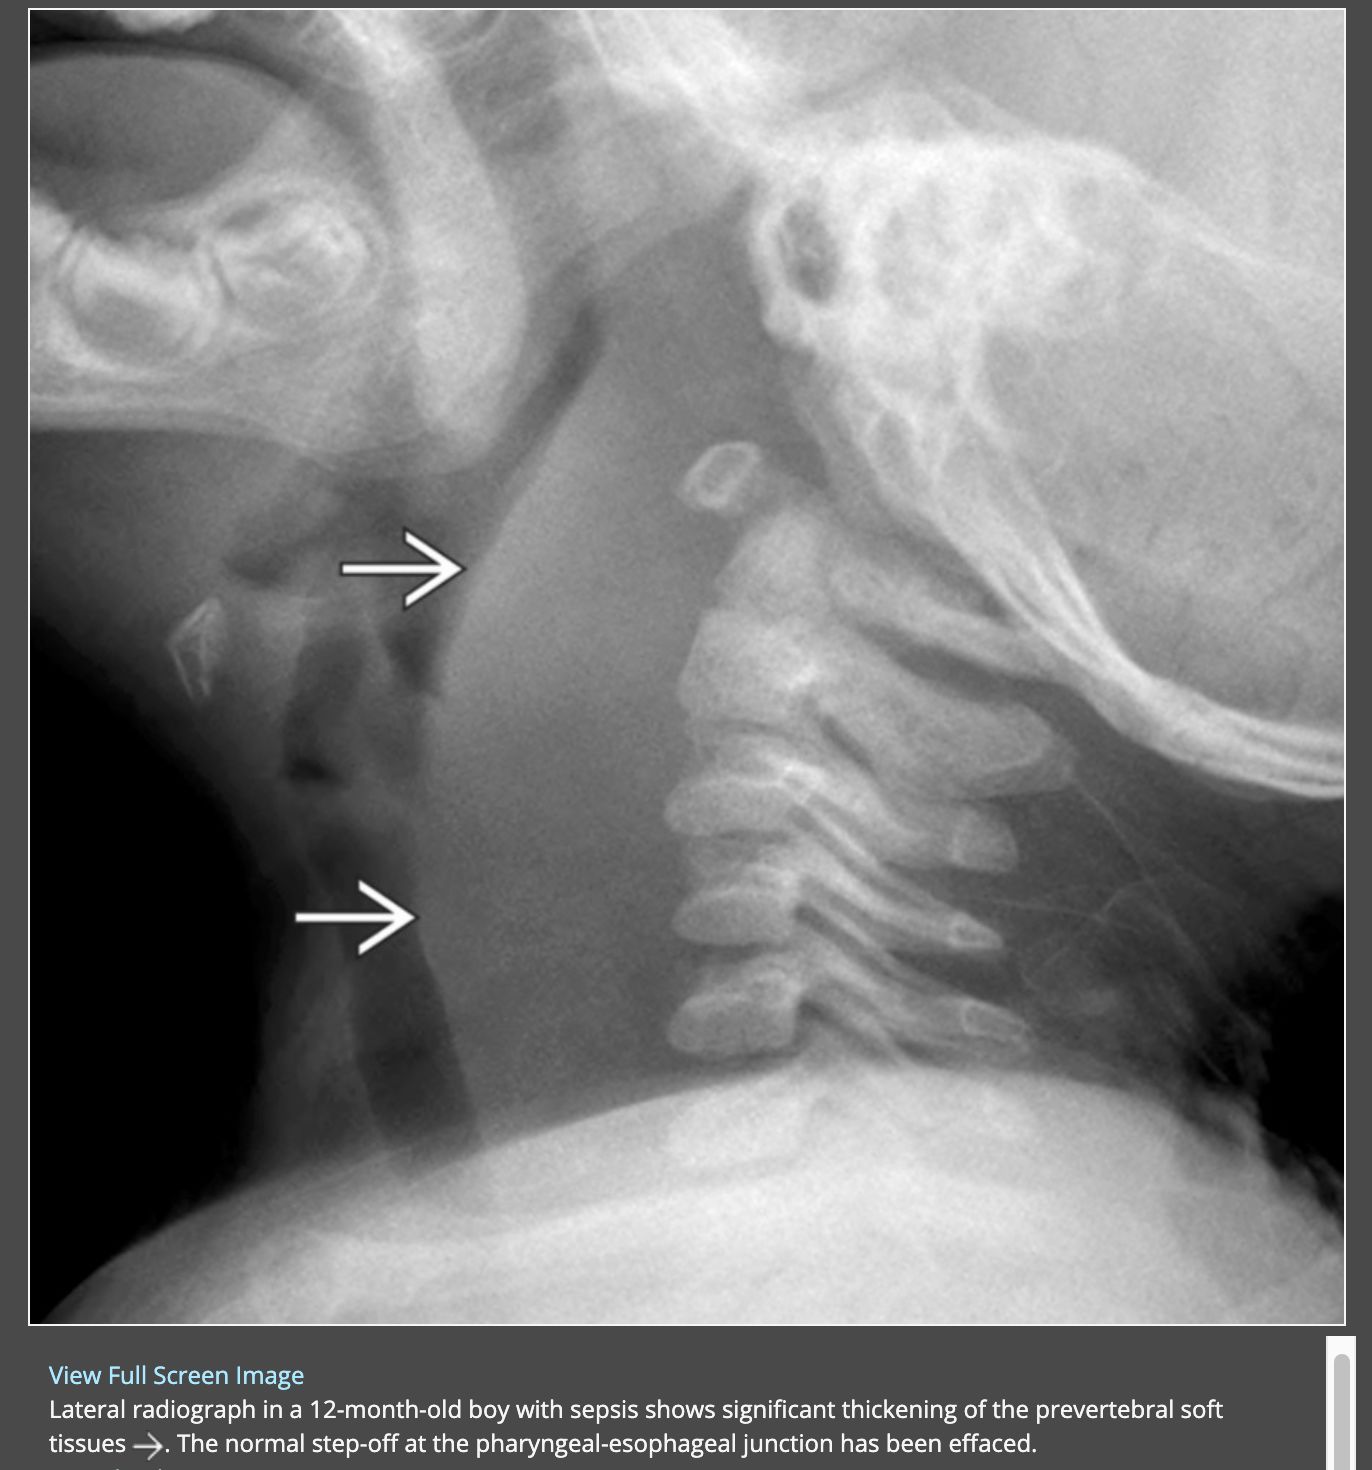 View Full Screen Image
Lateral radiograph in a 12-month-old boy with sepsis shows significant thickening of the prevertebral soft
tissues →. The normal step-off at the pharyngeal-esophageal junction has been effaced.